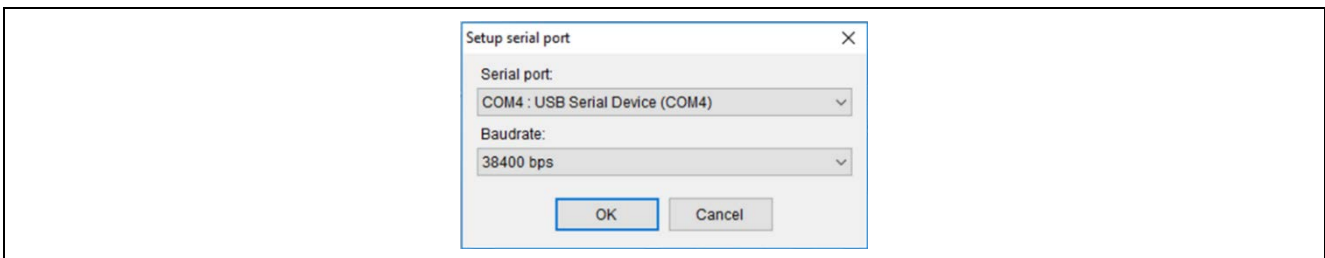 Setup serial port
Serial port:
COM4 : USB Serial Device (COM4)
Baudrate:
38400 bps
OK Cancel